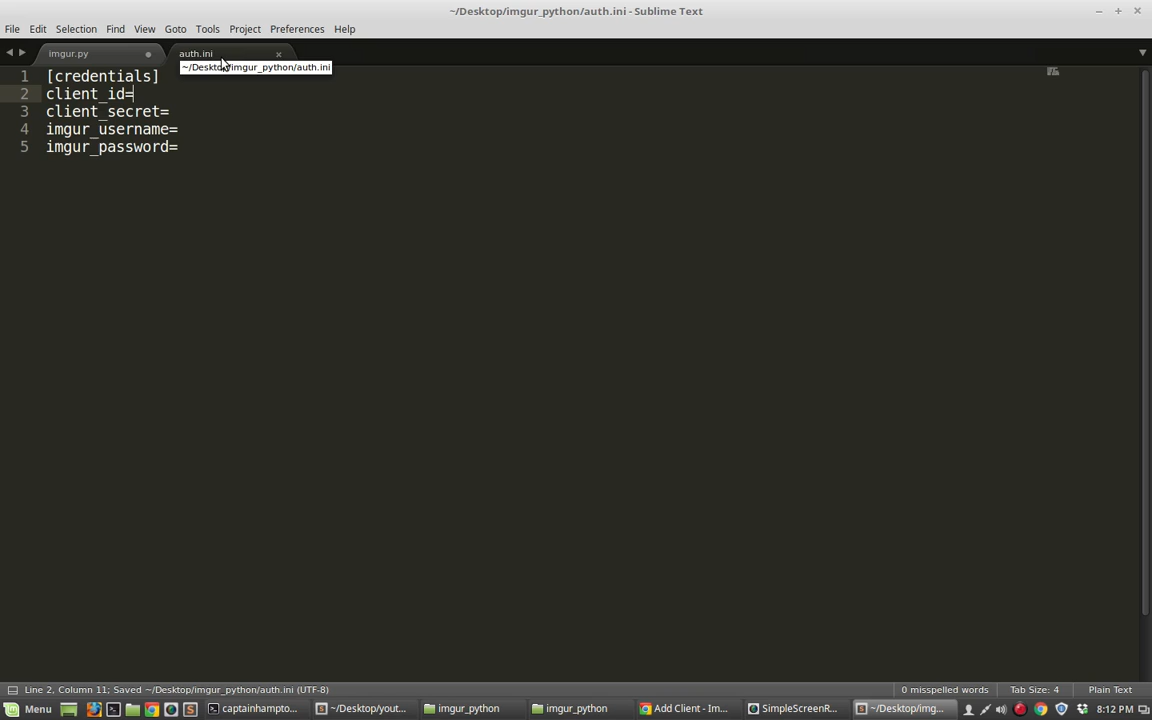 ~/Desktop/imgur_python/auth.ini - Sublime Text
File Edit Selection Find View Goto Tools Project Preferences Help
imgur.py auth.ini
~/Desktop/imgur_python/auth.ini
1 [credentials]
2 client_id=
3 client_secret=
4 imgur_username=
5 imgur_password=
Line 2, Column 11; Saved ~/Desktop/imgur_python/auth.ini (UTF-8) 0 misspelled words Tab Size: 4 Plain Text
Menu captainhampto... ~/Desktop/yout... imgur_python imgur_python Add Client - Im... SimpleScreenR... ~/Desktop/img... 8:12 PM